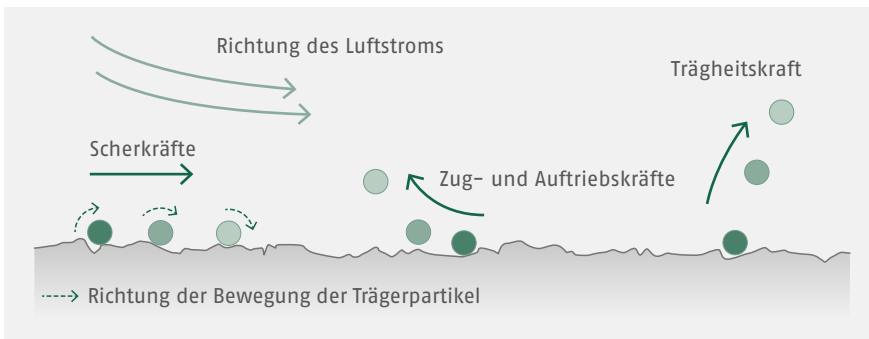 Richtung des Luftstroms
Trägheitskraft
Scherkräfte
Zug- und Auftriebskräfte
Richtung der Bewegung der Trägerpartikel